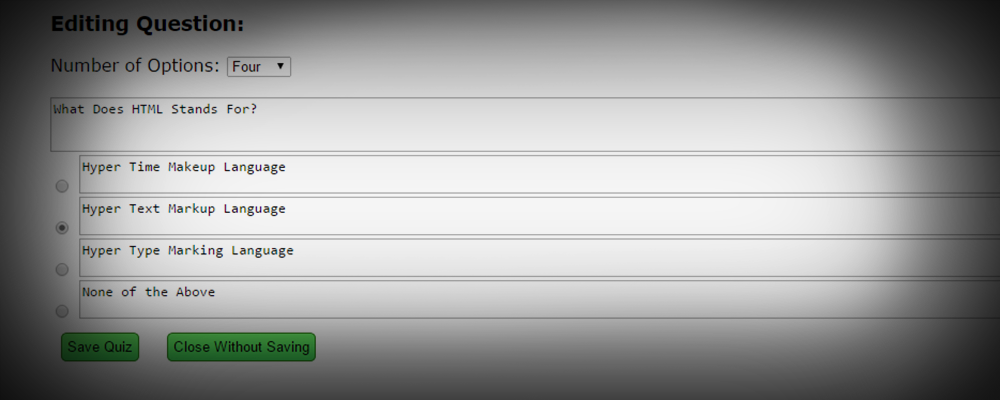 Editing Question:
Number of Options: Four
What Does HTML Stands For?
Hyper Time Makeup Language
Hyper Text Markup Language
Hyper Type Marking Language
None of the Above
Save Quiz Close Without Saving